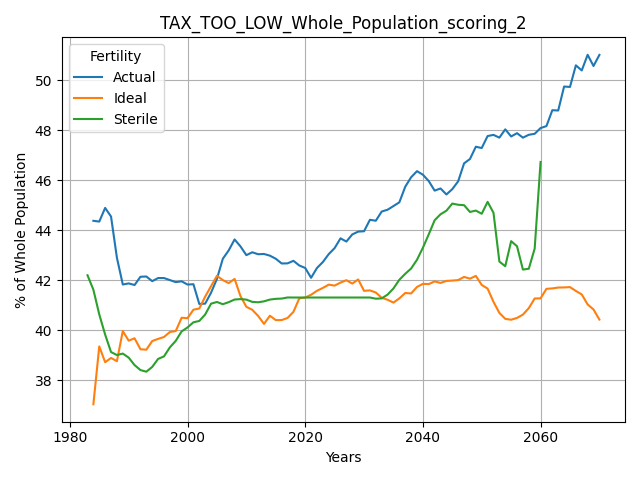 TAX_TOO_LOW_Whole_Population_scoring_2
Fertility
Actual
Ideal
Sterile
% of Whole Population
50
48
46
44
42
40
38
1980
2000
2020
2040
2060
Years